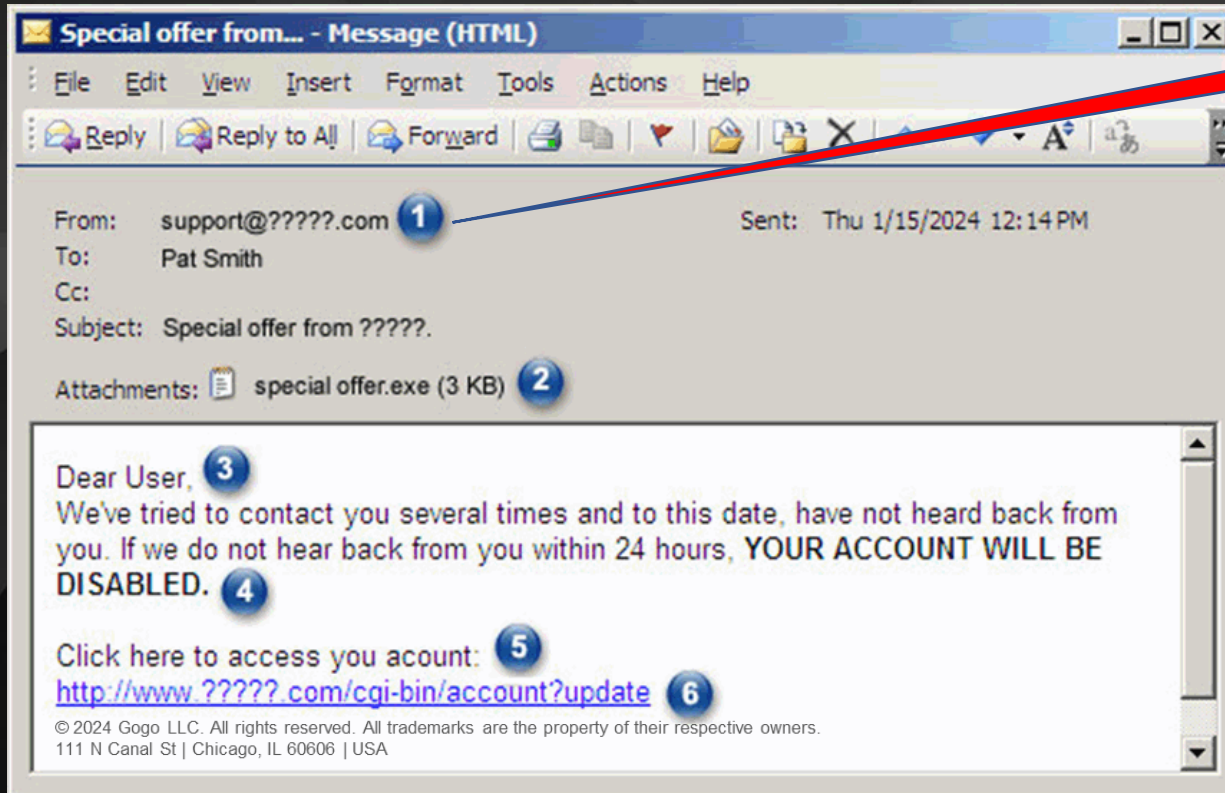 Special offer from... - Message (HTML)
File Edit View Insert Format Tools Actions Help
Reply Reply to All Forward
From: support@?????.com 1 Sent: Thu 1/15/2024 12:14 PM
To: Pat Smith
Cc:
Subject: Special offer from ?????.
Attachments: special offer.exe (3 KB) 2
Dear User, 3
We've tried to contact you several times and to this date, have not heard back from
you. If we do not hear back from you within 24 hours, YOUR ACCOUNT WILL BE
DISABLED. 4
Click here to access you acount: 5
http://www.?????.com/cgi-bin/account?update 6
© 2024 Gogo LLC. All rights reserved. All trademarks are the property of their respective owners.
111 N Canal St | Chicago, IL 60606 | USA